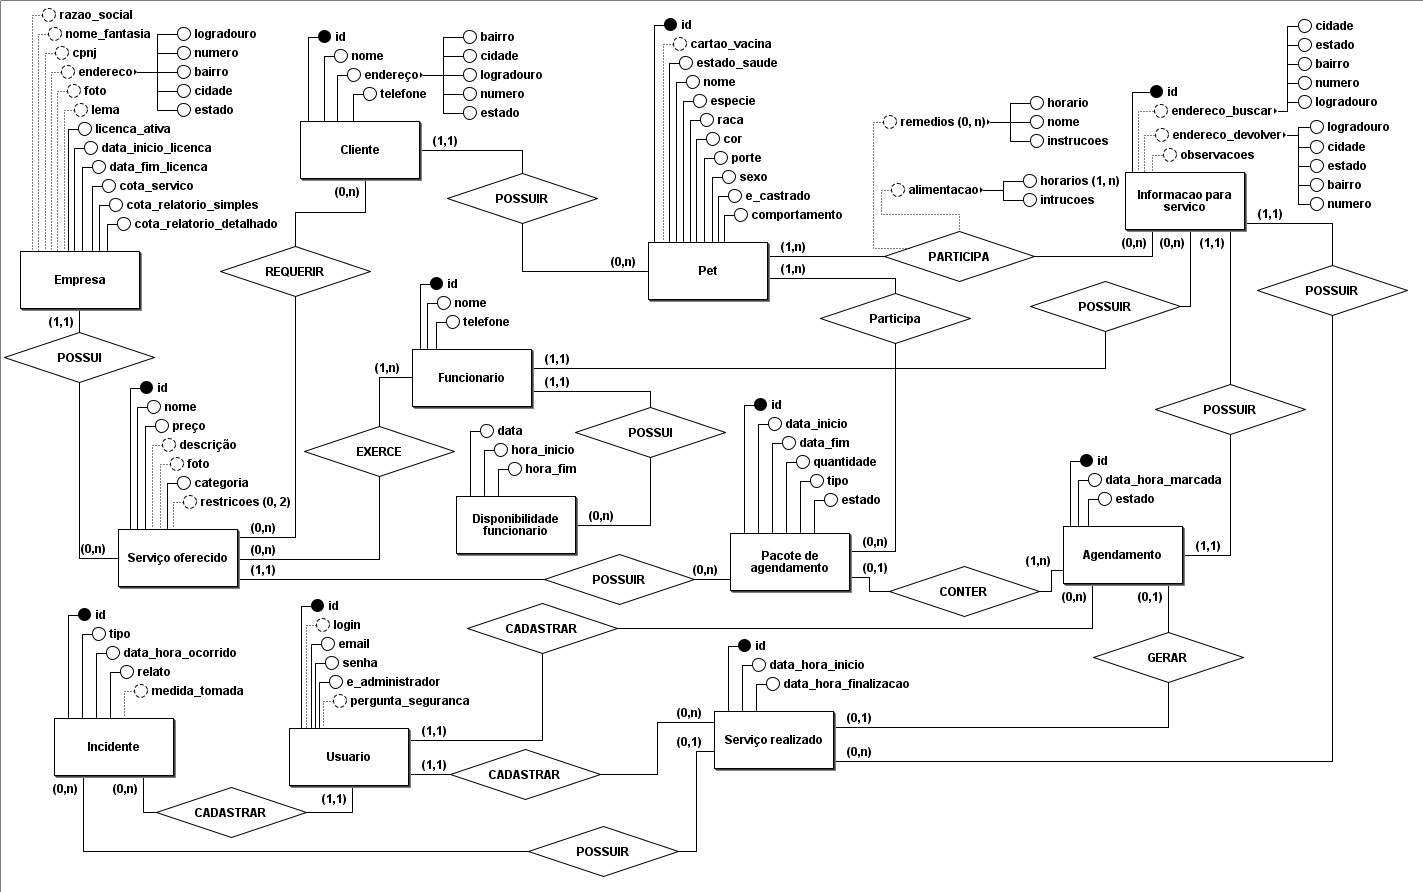 razao_social
nome_fantasia
cpnj
endereco
foto
lema
licenca_ativa
data_inicio_licenca
data_fim_licenca
cota_servico
cota_relatorio_simples
cota_relatorio_detalhado
logradouro
numero
bairro
cidade
estado
Empresa
(1,1)
POSSUI
(0,n)
id
nome
endereço
telefone
bairro
cidade
logradouro
numero
estado
Cliente
(1,1)
(0,n)
POSSUIR
(0,n)
REQUERIR
(0,n)
id
cartao_vacina
estado_saude
nome
especie
raca
cor
porte
sexo
e_castrado
comportamento
Pet
(1,n)
(1,n)
remedios (0, n)
horario
nome
instrucoes
alimentacao
horarios (1, n)
intrucoes
PARTICIPA
(0,n)
Participa
(0,n)
id
endereco_buscar
endereco_devolver
observacoes
cidade
estado
bairro
numero
logradouro
logradouro
cidade
estado
bairro
numero
Informacao para
servico
(0,n)
(1,1)
(1,1)
POSSUIR
POSSUIR
POSSUIR
id
nome
telefone
Funcionario
(1,n)
(1,1)
(1,1)
EXERCE
(0,n)
POSSUI
(0,n)
data
hora_inicio
hora_fim
Disponibilidade
funcionario
id
nome
preço
descrição
foto
categoria
restricoes (0, 2)
Serviço oferecido
(1,1)
POSSUIR
(0,n)
id
data_inicio
data_fim
quantidade
tipo
estado
Pacote de
agendamento
(0,1)
CONTER
(1,n)
id
data_hora_marcada
estado
Agendamento
(1,1)
(0,n)
(0,1)
CADASTRAR
GERAR
id
tipo
data_hora_ocorrido
relato
medida_tomada
Incidente
(0,n)
(0,n)
CADASTRAR
(1,1)
id
login
email
senha
e_administrador
pergunta_seguranca
Usuario
(1,1)
(1,1)
CADASTRAR
(0,n)
(0,1)
id
data_hora_inicio
data_hora_finalizacao
Serviço realizado
(0,1)
(0,n)
POSSUIR